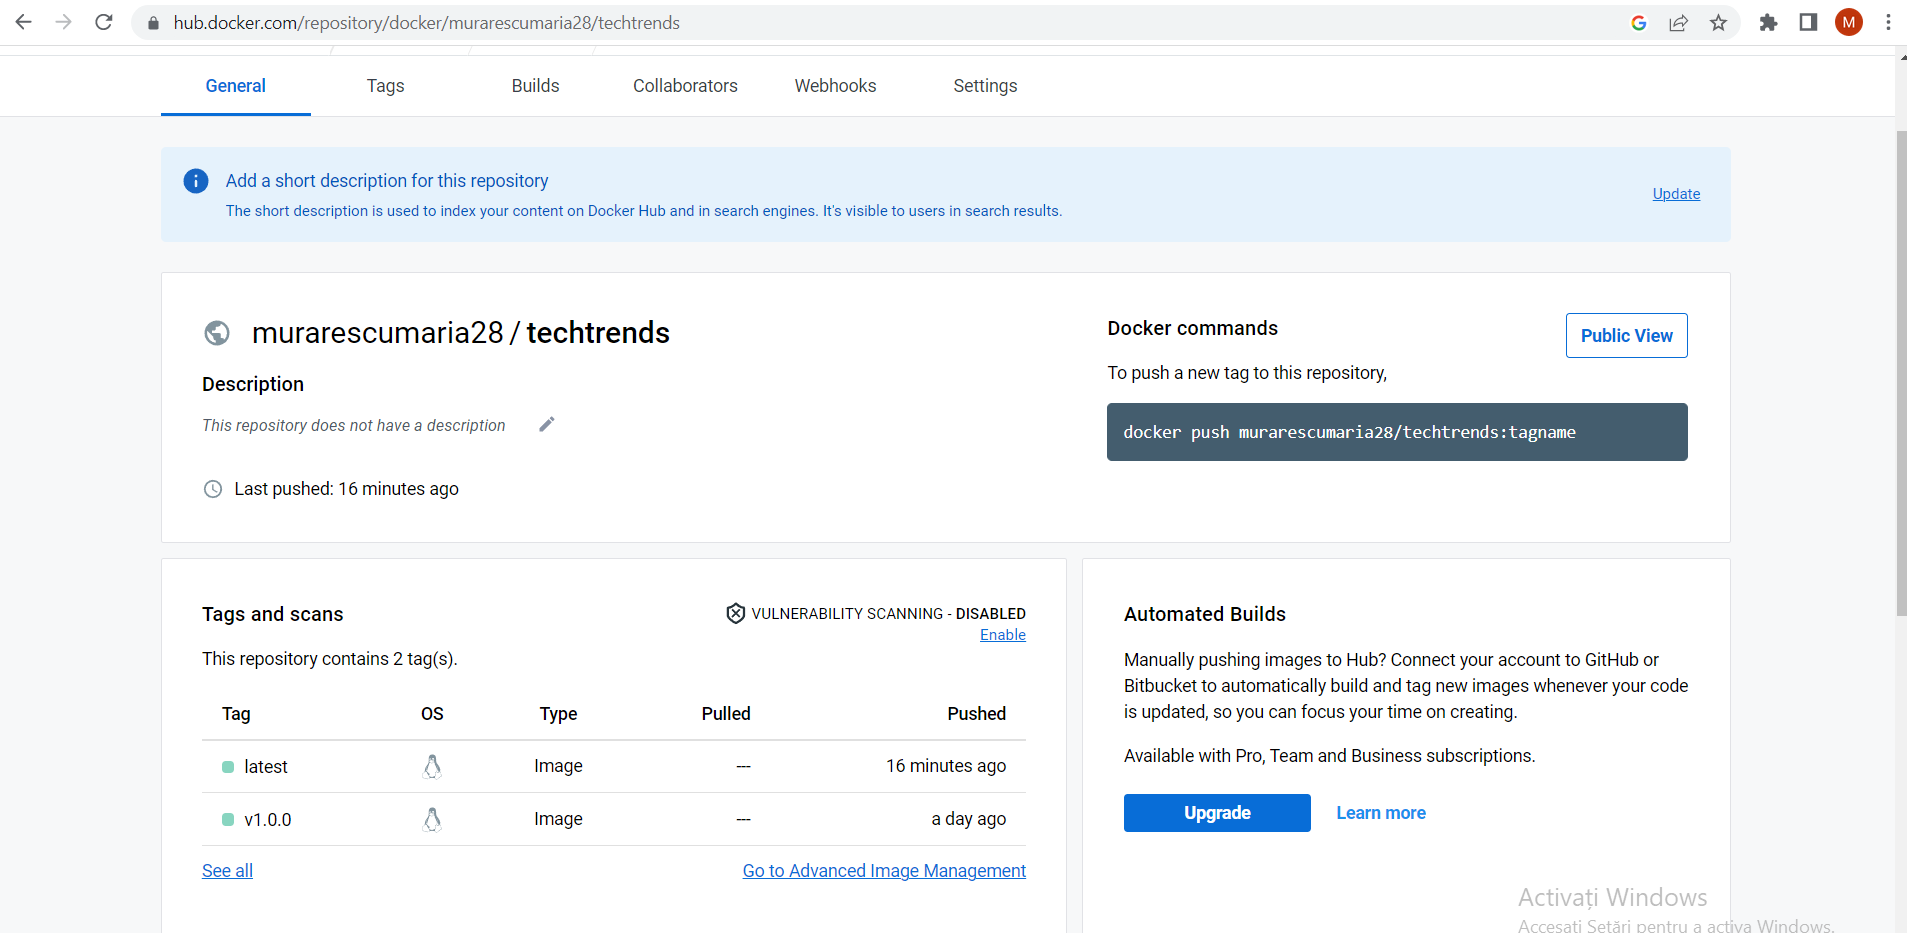 hub.docker.com/repository/docker/murarescumaria28/techtrends
M
General Tags Builds Collaborators Webhooks Settings
Add a short description for this repository
The short description is used to index your content on Docker Hub and in search engines. It's visible to users in search results.
Update
murarescumaria28 / techtrends
Description
This repository does not have a description
Last pushed: 16 minutes ago
Docker commands
Public View
To push a new tag to this repository,
docker push murarescumaria28/techtrends:tagname
Tags and scans
VULNERABILITY SCANNING - DISABLED
Enable
This repository contains 2 tag(s).
Tag OS Type Pulled Pushed
latest Image --- 16 minutes ago
v1.0.0 Image --- a day ago
See all
Go to Advanced Image Management
Automated Builds
Manually pushing images to Hub? Connect your account to GitHub or
Bitbucket to automatically build and tag new images whenever your code
is updated, so you can focus your time on creating.
Available with Pro, Team and Business subscriptions.
Upgrade
Learn more
Activați Windows
Accesați Setări pentru a activa Windows.